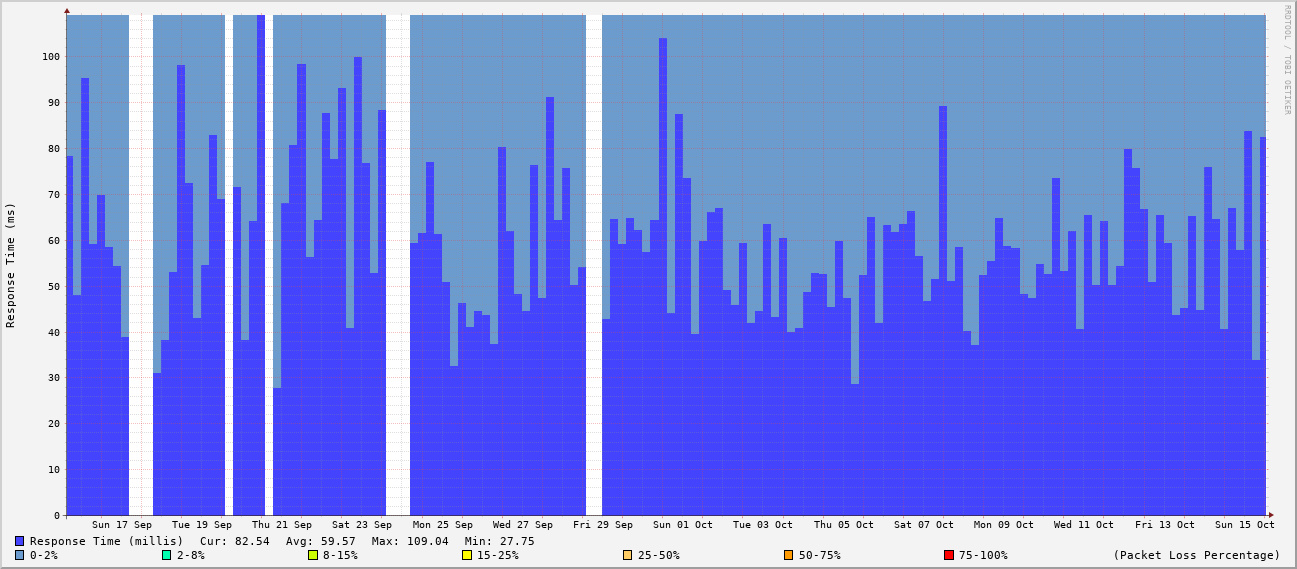 RRDTOOL / TOBI OETIKER
Response Time (ms)
100
90
80
70
60
50
40
30
20
10
0
Sun 17 Sep Tue 19 Sep Thu 21 Sep Sat 23 Sep Mon 25 Sep Wed 27 Sep Fri 29 Sep Sun 01 Oct Tue 03 Oct Thu 05 Oct Sat 07 Oct Mon 09 Oct Wed 11 Oct Fri 13 Oct Sun 15 Oct
Response Time (millis) Cur: 82.54 Avg: 59.57 Max: 109.04 Min: 27.75
0-2% 2-8% 8-15% 15-25% 25-50% 50-75% 75-100% (Packet Loss Percentage)